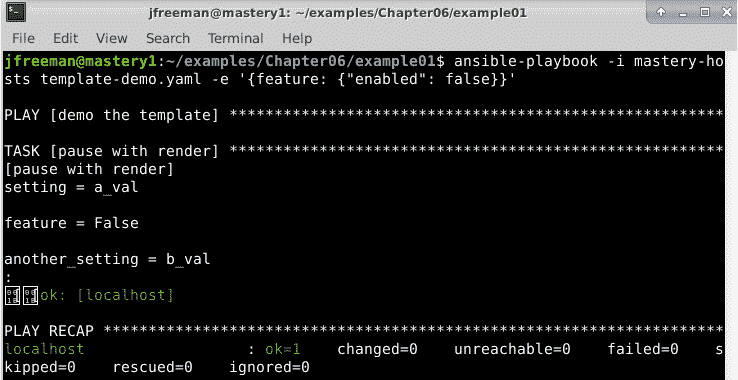 jfreeman@mastery1: ~/examples/Chapter06/example01
File Edit View Search Terminal Help
jfreeman@mastery1:~/examples/Chapter06/example01$ ansible-playbook -i mastery-ho
sts template-demo.yaml -e '{feature: {"enabled": false}}'
PLAY [demo the template] *******************************************************
TASK [pause with render] *******************************************************
[pause with render]
setting = a_val
feature = False
another_setting = b_val
:
ok: [localhost]
PLAY RECAP *********************************************************************
localhost : ok=1 changed=0 unreachable=0 failed=0 s
kipped=0 rescued=0 ignored=0